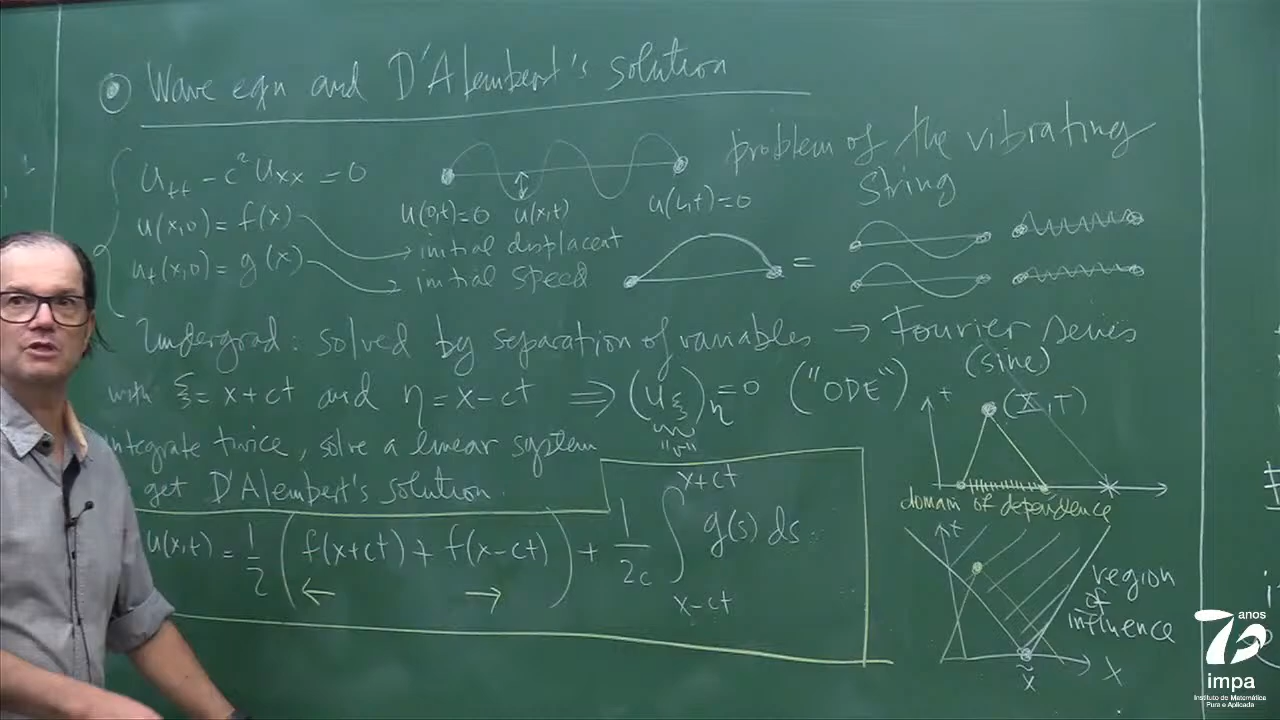 Wave eqn and D'Alembert's solution
u_tt - c²u_xx = 0
u(x,0) = f(x)
u_t(x,0) = g(x)
u(0,t)=0 u(x,t) u(L,t)=0
initial displacent
initial speed
problem of the vibrating
string
=
Undergrad: solved by separation of variables → Fourier series
(sine)
with ξ = x+ct and η = x-ct ⇒ (u_ξ)_η = 0 ("ODE")
"v"
integrate twice, solve a linear system
get D'Alembert's solution.
u(x,t) = 1/2 (f(x+ct) + f(x-ct)) + 1/2c ∫_{x-ct}^{x+ct} g(s) ds
← →
t
(X,T)
domain of dependence
t
region
of
influence
x̃ X
70 anos
impa
Instituto de Matemática
Pura e Aplicada